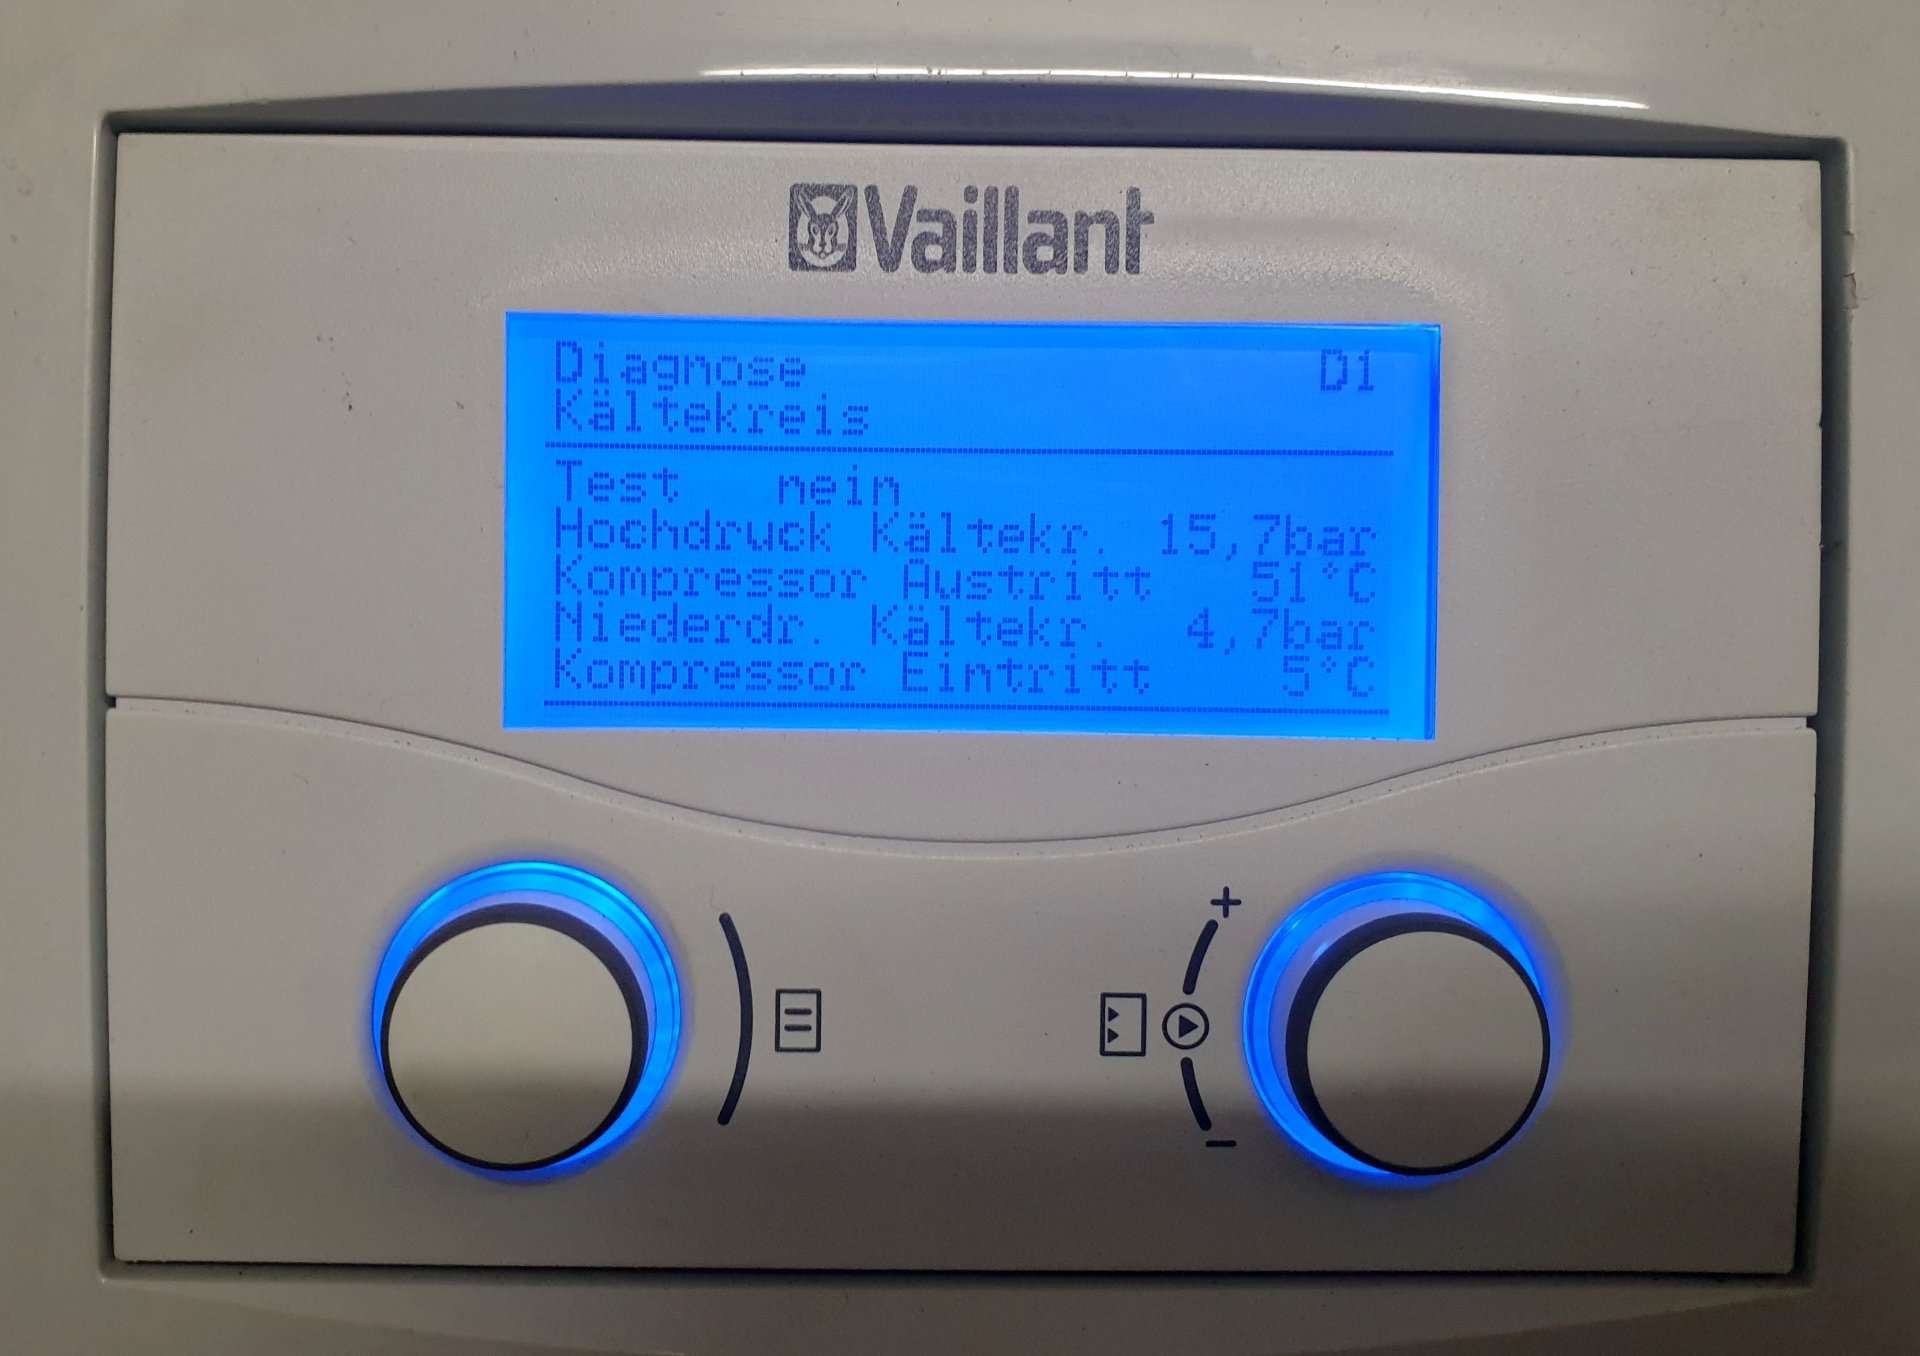 Vaillant
Diagnose D1
Kältekreis
Test nein
Hochdruck Kältekr. 15,7bar
Kompressor Austritt 51°C
Niederdr. Kältekr. 4,7bar
Kompressor Eintritt 5°C
+
−